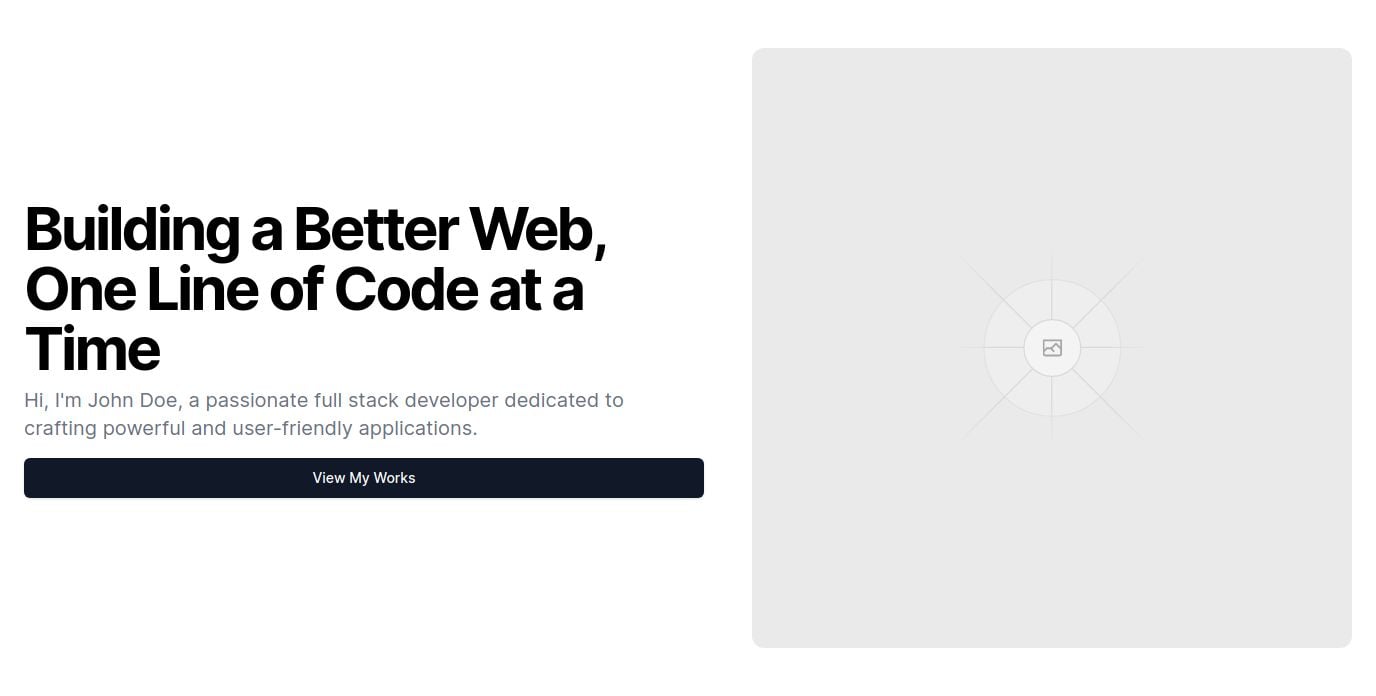 Building a Better Web,
One Line of Code at a
Time
Hi, I'm John Doe, a passionate full stack developer dedicated to
crafting powerful and user-friendly applications.
View My Works